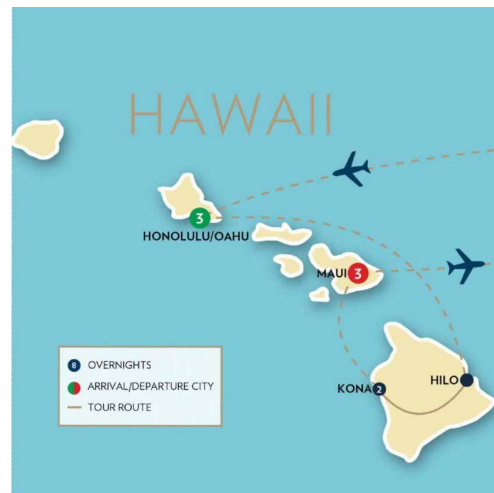 HAWAII
3
HONOLULU/OAHU
MAUI 3
KONA 2
HILO
8 OVERNIGHTS
ARRIVAL/DEPARTURE CITY
TOUR ROUTE